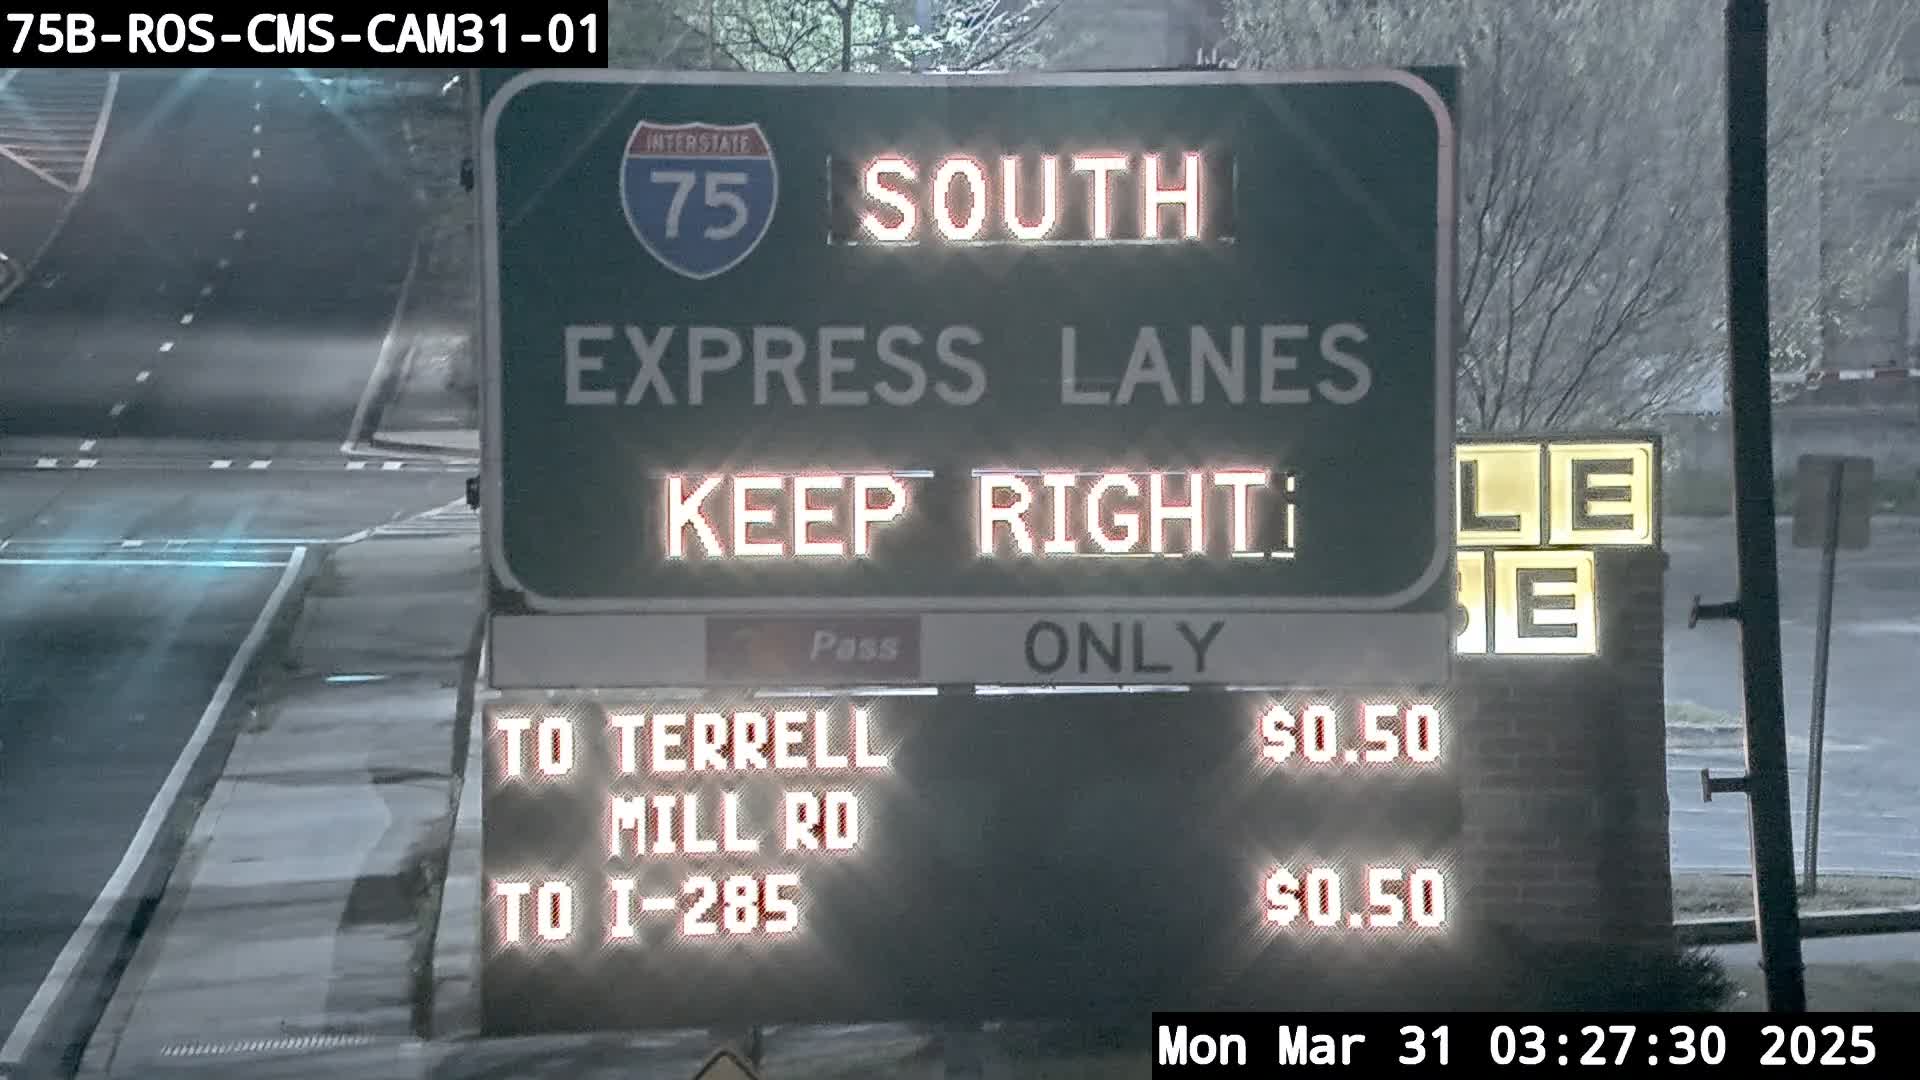 75B-ROS-CMS-CAM31-01
INTERSTATE
75
SOUTH
EXPRESS LANES
KEEP RIGHT
Pass ONLY
TO TERRELL $0.50
MILL RD
TO I-285 $0.50
LE
E
Mon Mar 31 03:27:30 2025